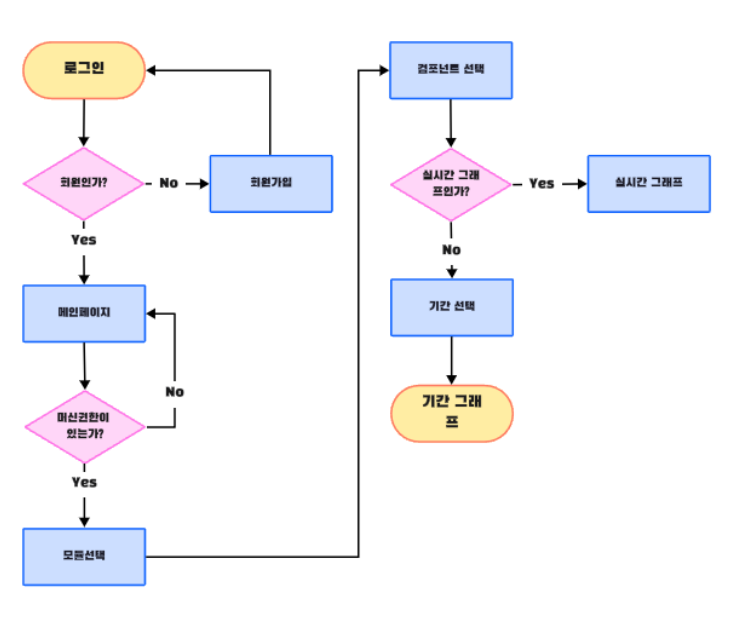 로그인
회원인가?
No
회원가입
Yes
메인페이지
No
머신권한이
있는가?
Yes
모듈선택
컴포넌트 선택
실시간 그래
프인가?
Yes
실시간 그래프
No
기간 선택
기간 그래
프